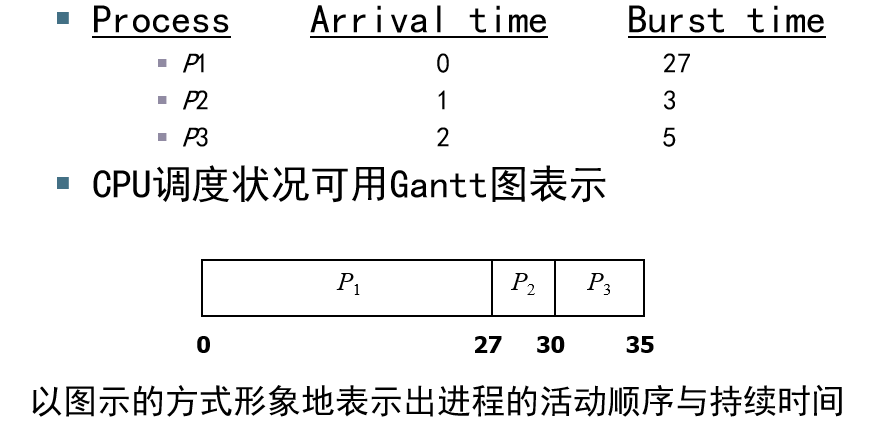 Process Arrival time Burst time
P1 0 27
P2 1 3
P3 2 5
CPU调度状况可用Gantt图表示
P1 P2 P3
0 27 30 35
以图示的方式形象地表示出进程的活动顺序与持续时间